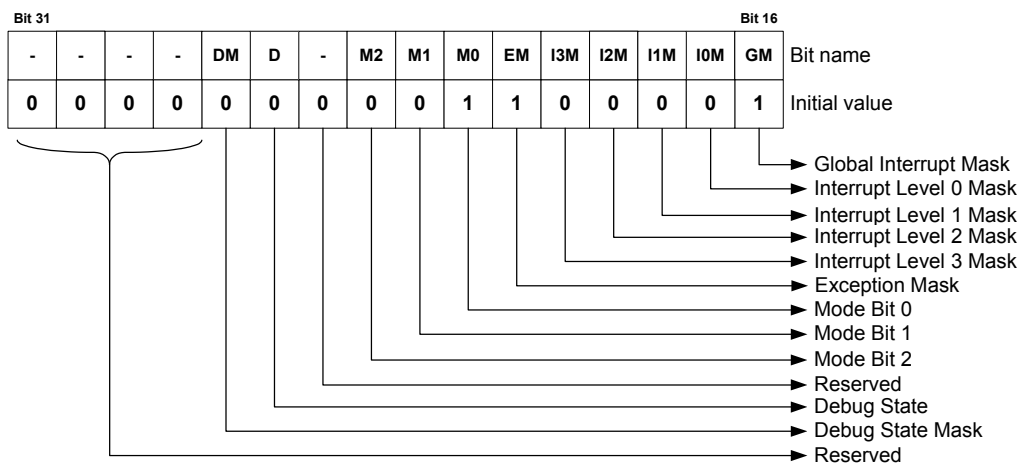 Bit 31 Bit 16
- - - - DM D - M2 M1 M0 EM I3M I2M I1M I0M GM Bit name
0 0 0 0 0 0 0 0 0 1 1 0 0 0 0 1 Initial value
Global Interrupt Mask
Interrupt Level 0 Mask
Interrupt Level 1 Mask
Interrupt Level 2 Mask
Interrupt Level 3 Mask
Exception Mask
Mode Bit 0
Mode Bit 1
Mode Bit 2
Reserved
Debug State
Debug State Mask
Reserved